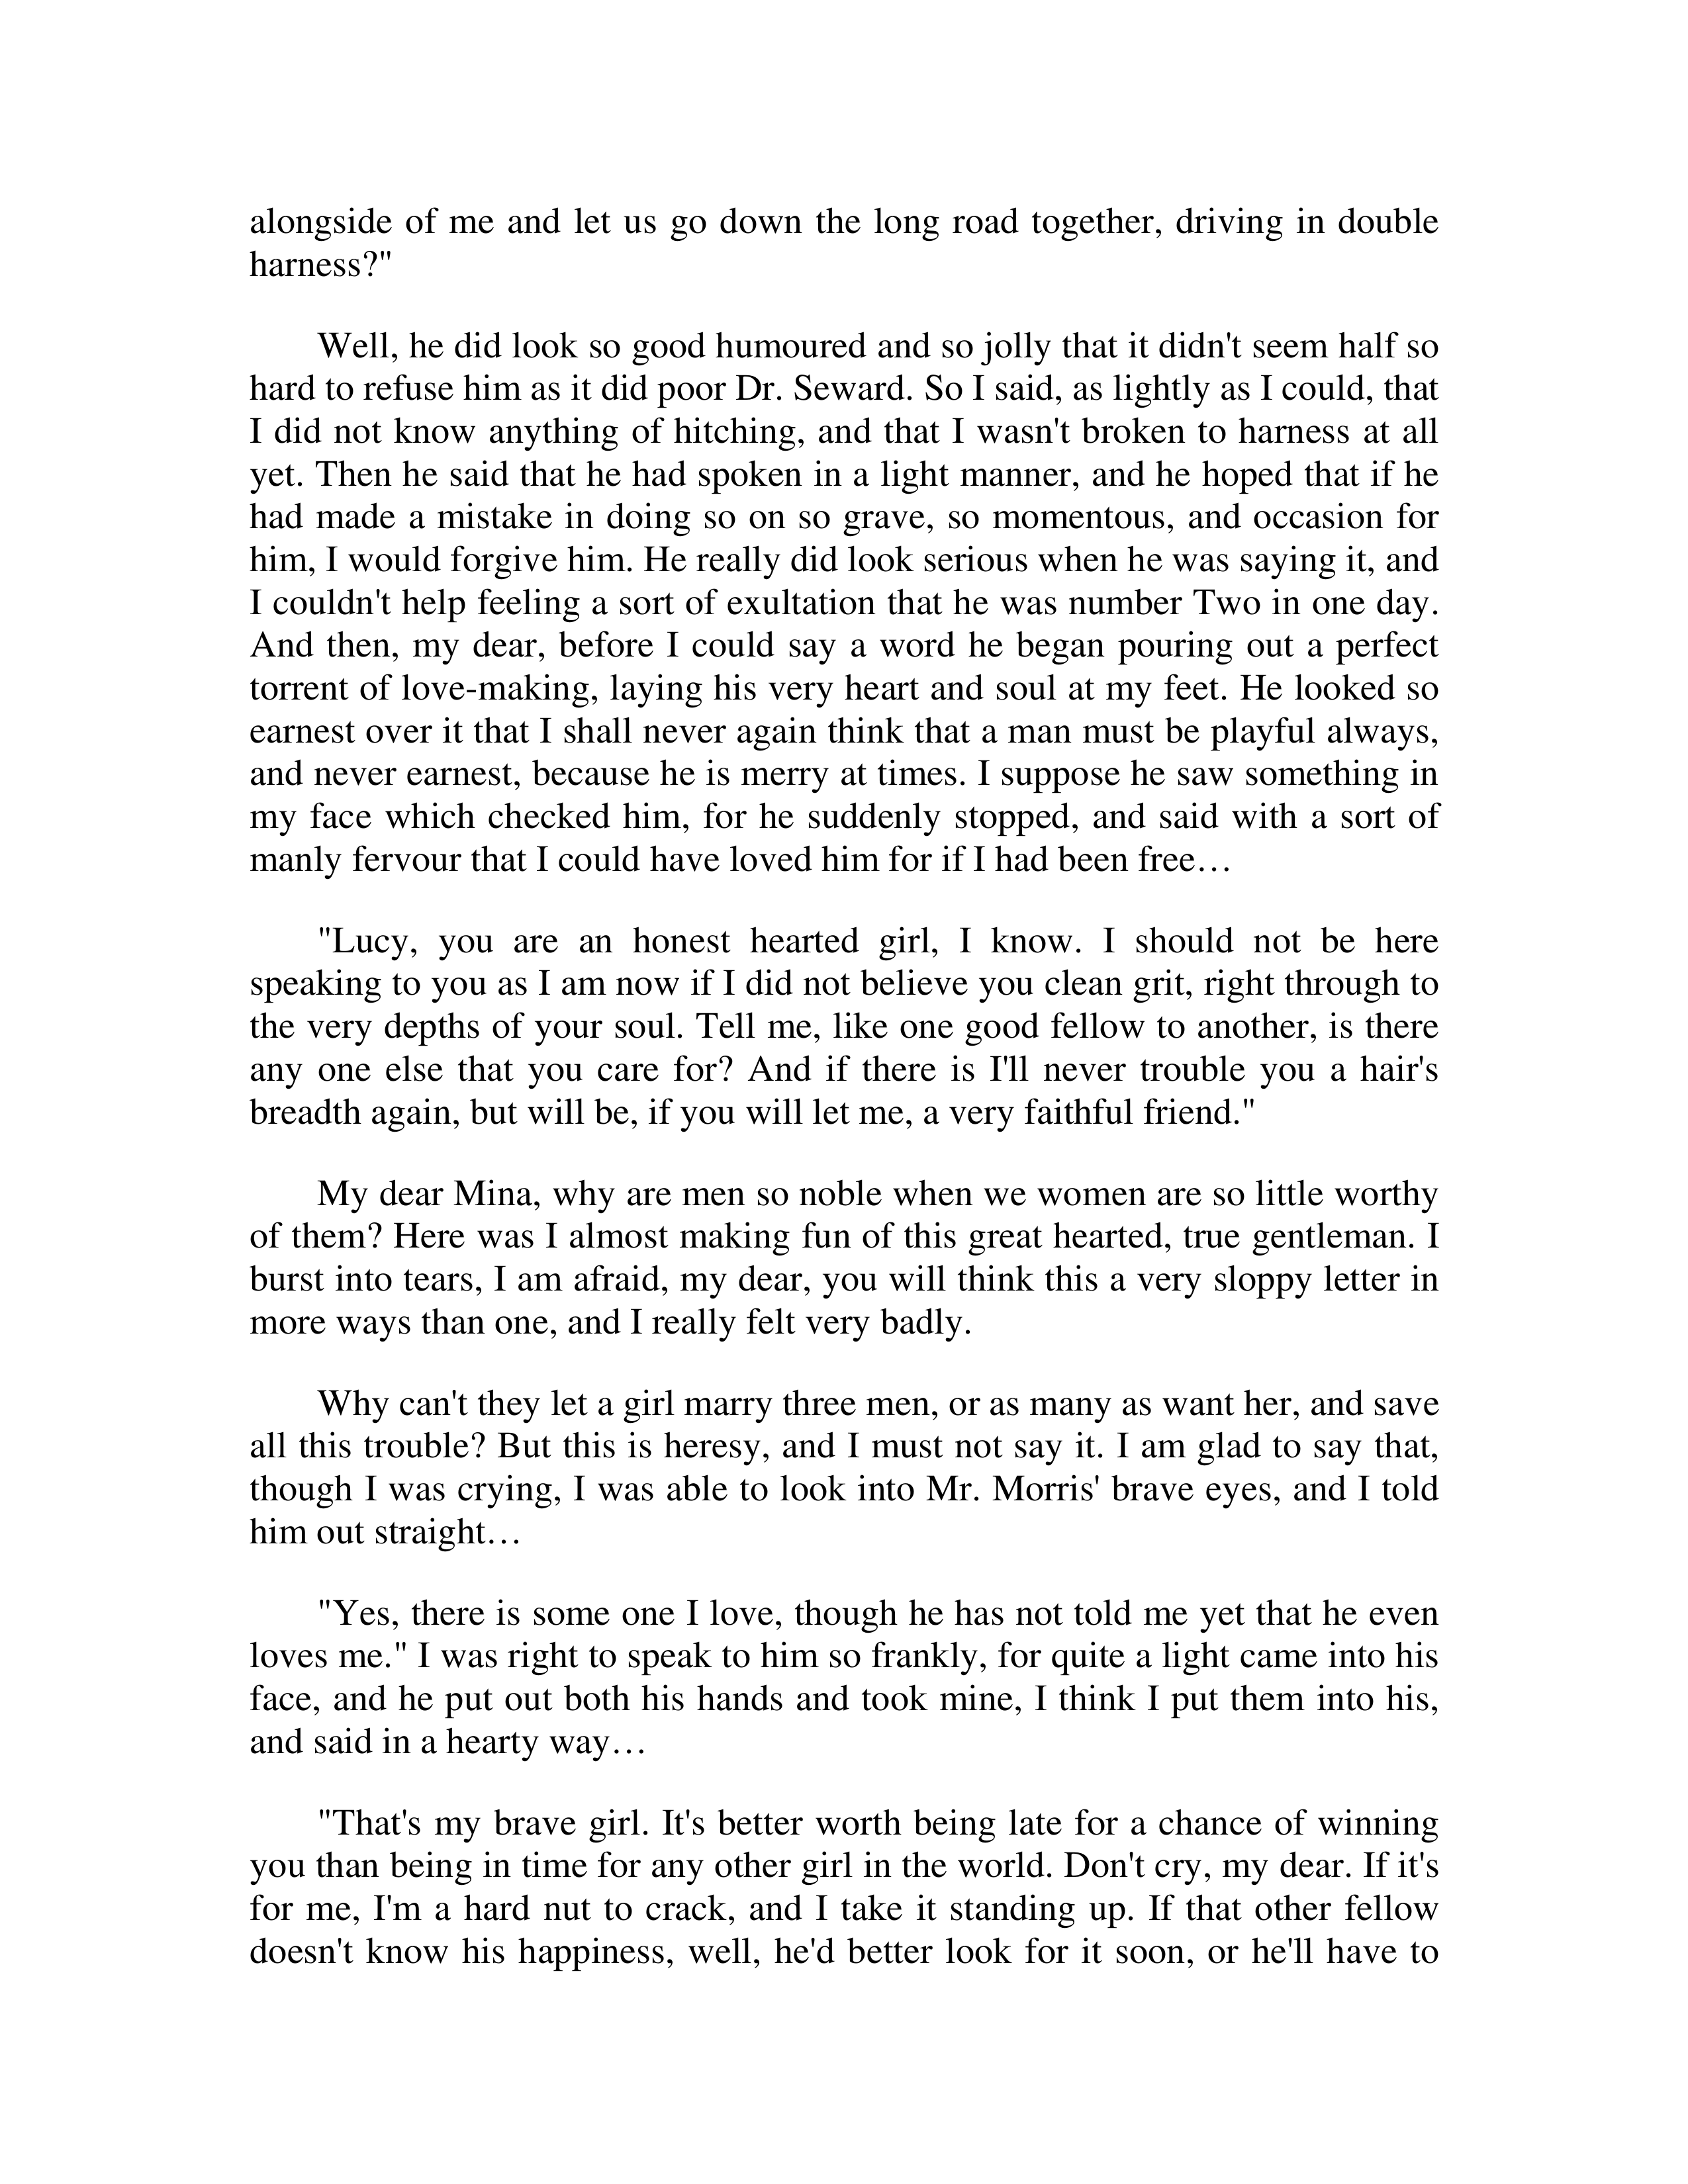 alongside of me and let us go down the long road together, driving in double
harness?"
Well, he did look so good humoured and so jolly that it didn't seem half so
hard to refuse him as it did poor Dr. Seward. So I said, as lightly as I could, that
I did not know anything of hitching, and that I wasn't broken to harness at all
yet. Then he said that he had spoken in a light manner, and he hoped that if he
had made a mistake in doing so on so grave, so momentous, and occasion for
him, I would forgive him. He really did look serious when he was saying it, and
I couldn't help feeling a sort of exultation that he was number Two in one day.
And then, my dear, before I could say a word he began pouring out a perfect
torrent of love-making, laying his very heart and soul at my feet. He looked so
earnest over it that I shall never again think that a man must be playful always,
and never earnest, because he is merry at times. I suppose he saw something in
my face which checked him, for he suddenly stopped, and said with a sort of
manly fervour that I could have loved him for if I had been free…
"Lucy, you are an honest hearted girl, I know. I should not be here
speaking to you as I am now if I did not believe you clean grit, right through to
the very depths of your soul. Tell me, like one good fellow to another, is there
any one else that you care for? And if there is I'll never trouble you a hair's
breadth again, but will be, if you will let me, a very faithful friend."
My dear Mina, why are men so noble when we women are so little worthy
of them? Here was I almost making fun of this great hearted, true gentleman. I
burst into tears, I am afraid, my dear, you will think this a very sloppy letter in
more ways than one, and I really felt very badly.
Why can't they let a girl marry three men, or as many as want her, and save
all this trouble? But this is heresy, and I must not say it. I am glad to say that,
though I was crying, I was able to look into Mr. Morris' brave eyes, and I told
him out straight…
"Yes, there is some one I love, though he has not told me yet that he even
loves me." I was right to speak to him so frankly, for quite a light came into his
face, and he put out both his hands and took mine, I think I put them into his,
and said in a hearty way…
"That's my brave girl. It's better worth being late for a chance of winning
you than being in time for any other girl in the world. Don't cry, my dear. If it's
for me, I'm a hard nut to crack, and I take it standing up. If that other fellow
doesn't know his happiness, well, he'd better look for it soon, or he'll have to